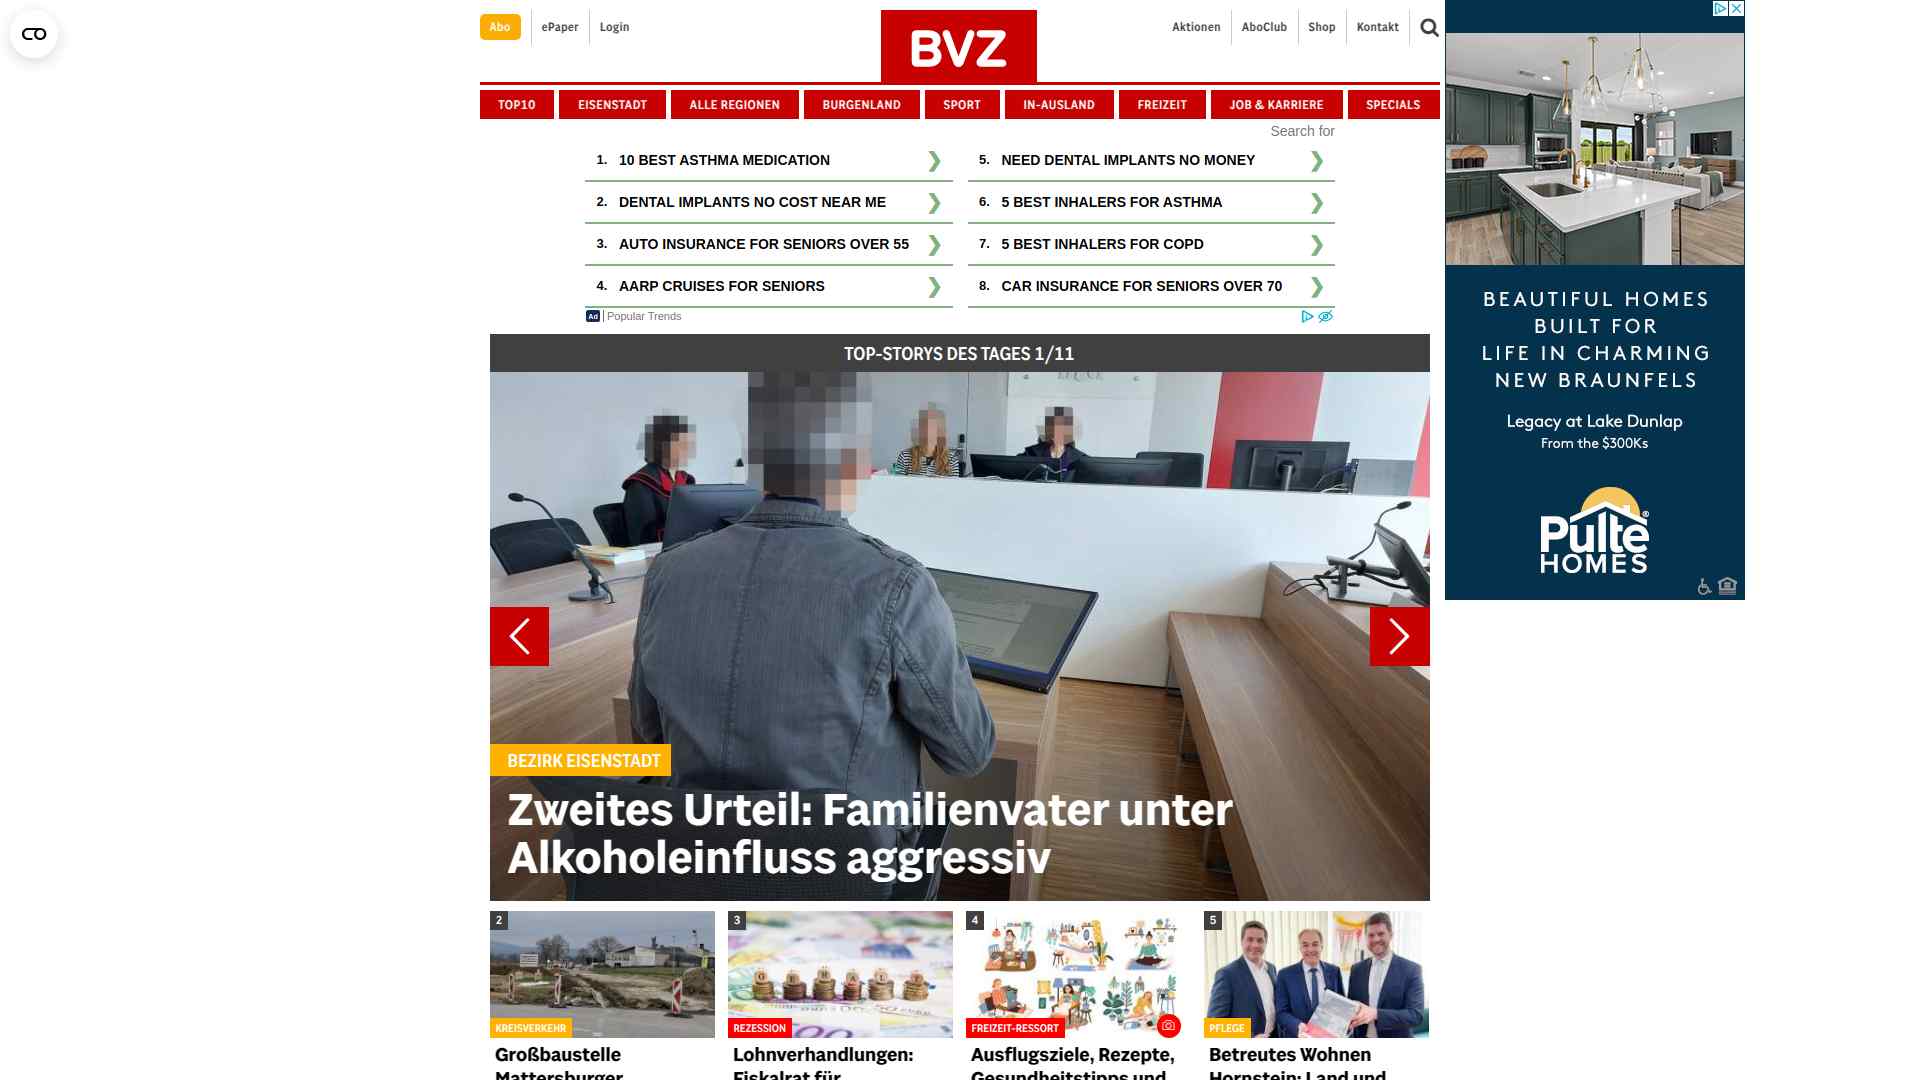 Abo
ePaper
Login
BVZ
Aktionen
AboClub
Shop
Kontakt
TOP10
EISENSTADT
ALLE REGIONEN
BURGENLAND
SPORT
IN-AUSLAND
FREIZEIT
JOB & KARRIERE
SPECIALS
Search for
1. 10 BEST ASTHMA MEDICATION
2. DENTAL IMPLANTS NO COST NEAR ME
3. AUTO INSURANCE FOR SENIORS OVER 55
4. AARP CRUISES FOR SENIORS
5. NEED DENTAL IMPLANTS NO MONEY
6. 5 BEST INHALERS FOR ASTHMA
7. 5 BEST INHALERS FOR COPD
8. CAR INSURANCE FOR SENIORS OVER 70
Ad | Popular Trends
TOP-STORYS DES TAGES 1/11
BEZIRK EISENSTADT
Zweites Urteil: Familienvater unter
Alkoholeinfluss aggressiv
2
KREISVERKEHR
Großbaustelle
Mattersburger
3
REZESSION
Lohnverhandlungen:
Fiskalrat für
4
FREIZEIT-RESSORT
Ausflugsziele, Rezepte,
Gesundheitstipps und
5
PFLEGE
Betreutes Wohnen
Hornstein: Land und
BEAUTIFUL HOMES
BUILT FOR
LIFE IN CHARMING
NEW BRAUNFELS
Legacy at Lake Dunlap
From the $300Ks
Pulte®
HOMES